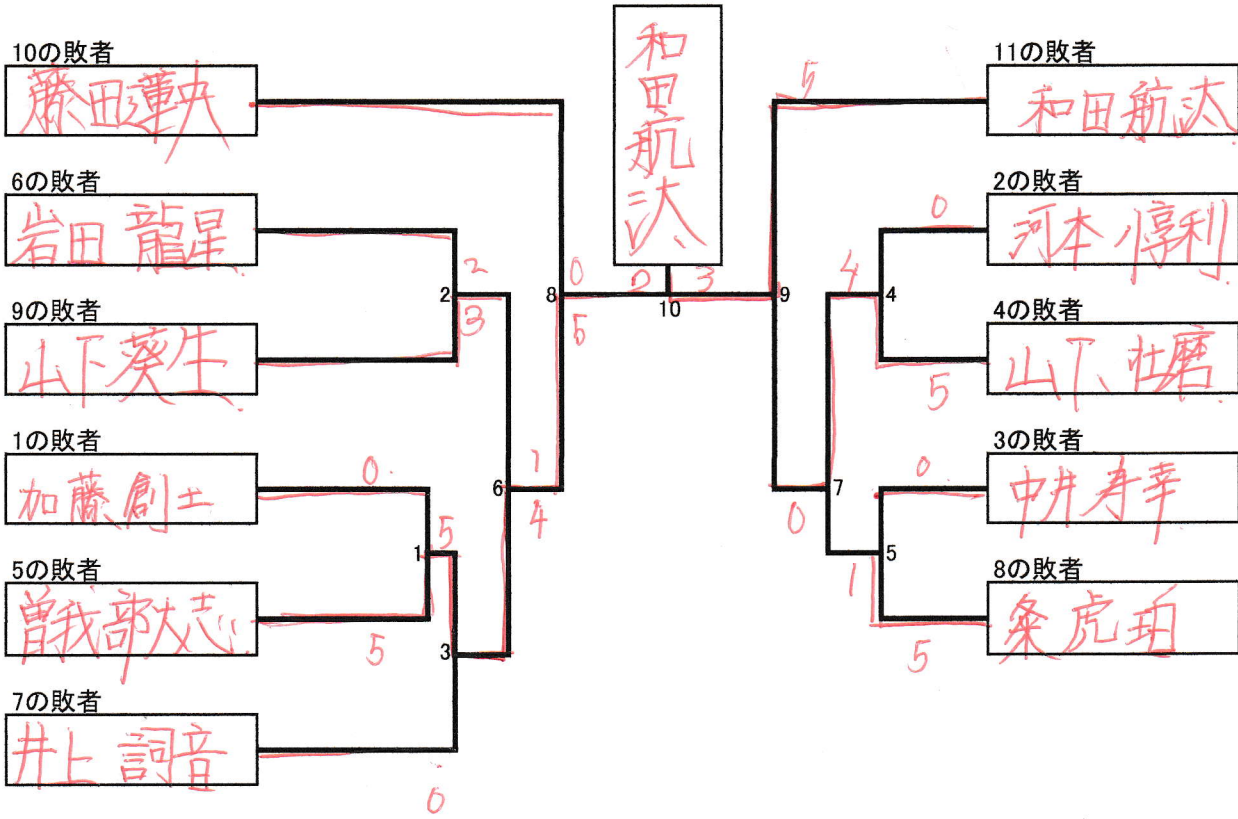 10の敗者
藤田蓮央
6の敗者
岩田 龍星
9の敗者
山下葵生
1の敗者
加藤創士
5の敗者
曽我部大志
7の敗者
井上 詞音
和田航汰
11の敗者
和田航汰
2の敗者
河本 惇利
4の敗者
山下 壮磨
3の敗者
中井寿幸
8の敗者
粂虎珀
2
2
3
8
0
5
0
1
5
5
3
0
6
1
4
10
3
9
5
0
7
4
4
0
5
5
1
0
5